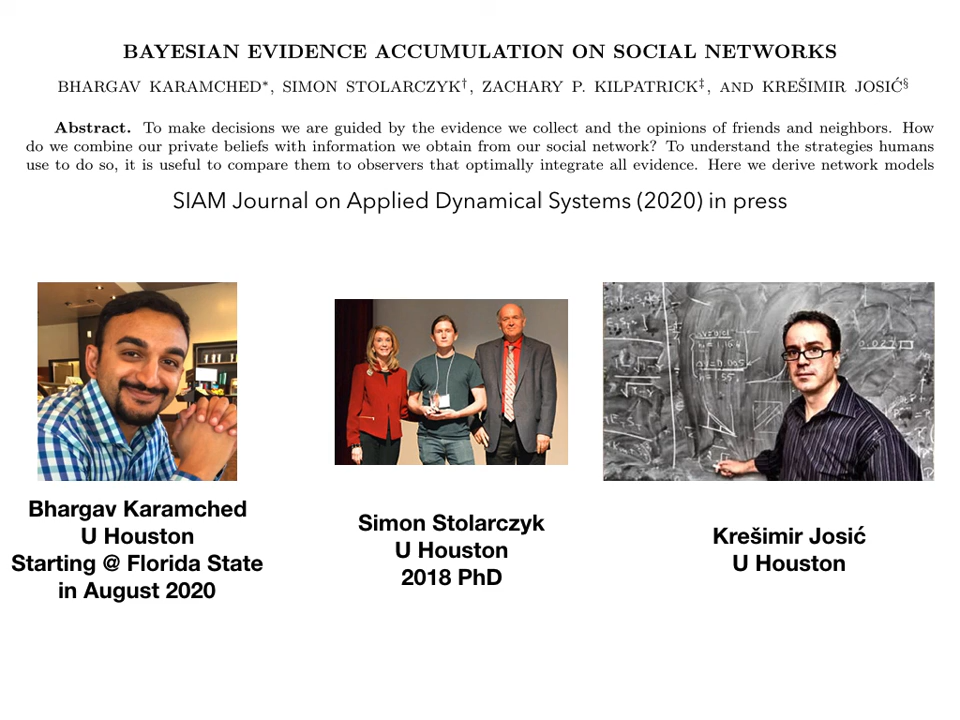 BAYESIAN EVIDENCE ACCUMULATION ON SOCIAL NETWORKS
BHARGAV KARAMCHED*, SIMON STOLARCZYK†, ZACHARY P. KILPATRICK‡, AND KREŠIMIR JOSIĆ§
Abstract. To make decisions we are guided by the evidence we collect and the opinions of friends and neighbors. How
do we combine our private beliefs with information we obtain from our social network? To understand the strategies humans
use to do so, it is useful to compare them to observers that optimally integrate all evidence. Here we derive network models
SIAM Journal on Applied Dynamical Systems (2020) in press
Bhargav Karamched
U Houston
Starting @ Florida State
in August 2020
Simon Stolarczyk
U Houston
2018 PhD
Krešimir Josić
U Houston